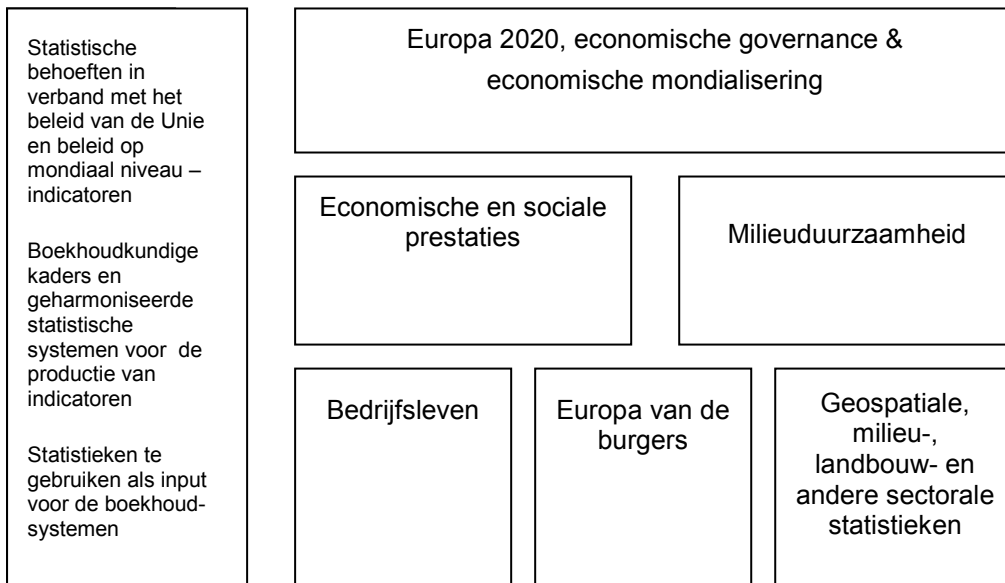 Statistische
behoeften in
verband met het
beleid van de Unie
en beleid op
mondiaal niveau –
indicatoren
Boekhoudkundige
kaders en
geharmoniseerde
statistische
systemen voor de
productie van
indicatoren
Statistieken te
gebruiken als input
voor de boekhoud-
systemen
Europa 2020, economische governance &
economische mondialisering
Economische en sociale
prestaties
Milieuduurzaamheid
Bedrijfsleven
Europa van de
burgers
Geospatiale,
milieu-,
landbouw- en
andere sectorale
statistieken